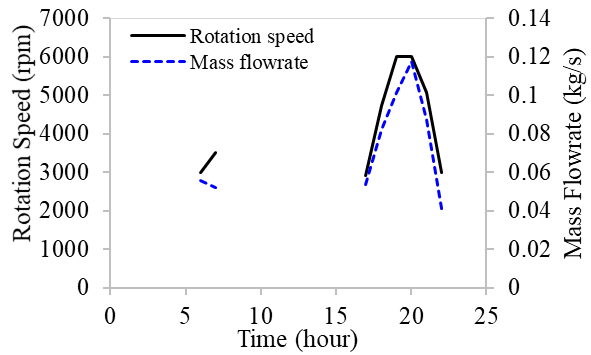 Rotation Speed (rpm)
7000
6000
5000
4000
3000
2000
1000
0
Rotation speed
Mass flowrate
0.14
0.12
0.1
0.08
0.06
0.04
0.02
0
Mass Flowrate (kg/s)
0 5 10 15 20 25
Time (hour)